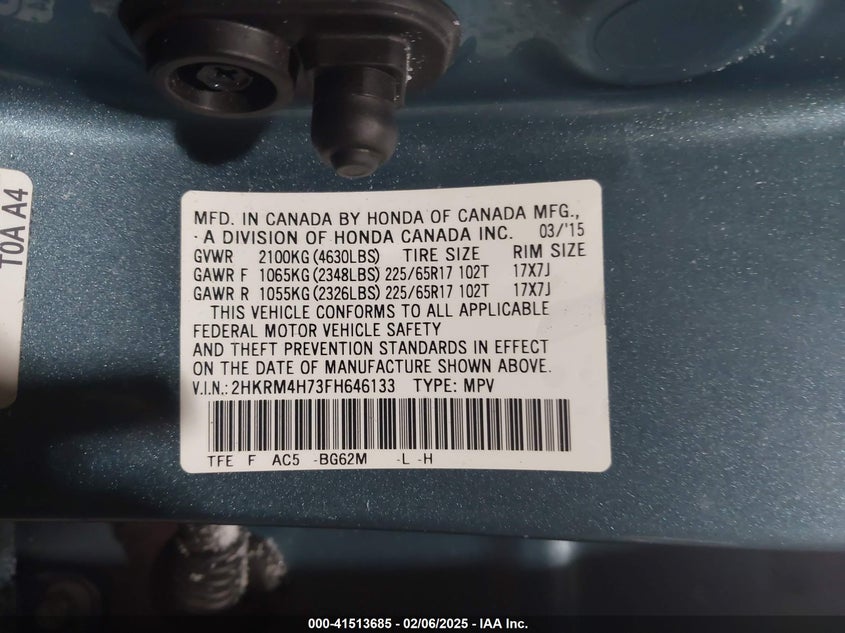 T0A A4
MFD. IN CANADA BY HONDA OF CANADA MFG.,
A DIVISION OF HONDA CANADA INC. 03/'15
GVWR 2100KG (4630LBS) TIRE SIZE RIM SIZE
GAWR F 1065KG (2348LBS) 225/65R17 102T 17X7J
GAWR R 1055KG (2326LBS) 225/65R17 102T 17X7J
THIS VEHICLE CONFORMS TO ALL APPLICABLE
FEDERAL MOTOR VEHICLE SAFETY
AND THEFT PREVENTION STANDARDS IN EFFECT
ON THE DATE OF MANUFACTURE SHOWN ABOVE.
V.I.N.: 2HKRM4H73FH646133 TYPE: MPV
TFE F AC5 -BG62M -L -H
000-41513685 - 02/06/2025 - IAA Inc.